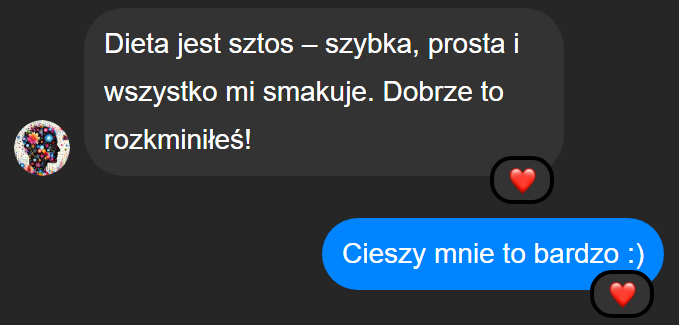 Dieta jest sztos – szybka, prosta i
wszystko mi smakuje. Dobrze to
rozkminiłeś!
Cieszy mnie to bardzo :)